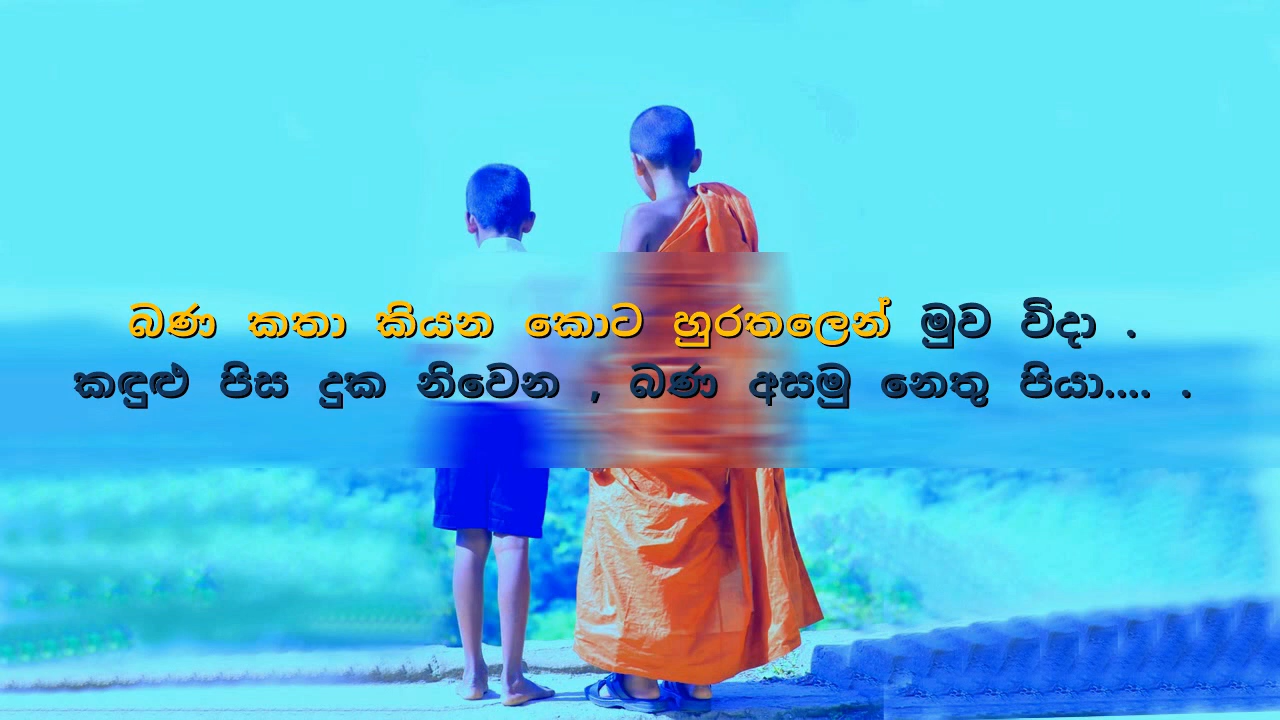 බණ කතා කියන කොට හුරතලෙන් මුව විදා .
කඳුළු පිස දුක නිවෙන , බණ අසමු නෙතු පියා.... .